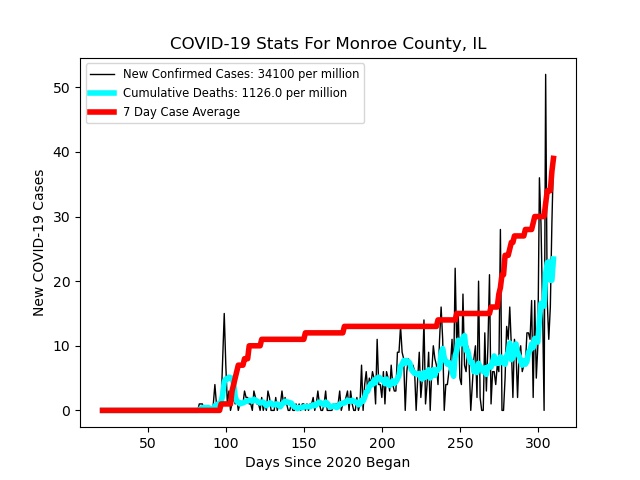 COVID-19 Stats For Monroe County, IL
New Confirmed Cases: 34100 per million
Cumulative Deaths: 1126.0 per million
7 Day Case Average
New COVID-19 Cases
50
40
30
20
10
0
50 100 150 200 250 300
Days Since 2020 Began